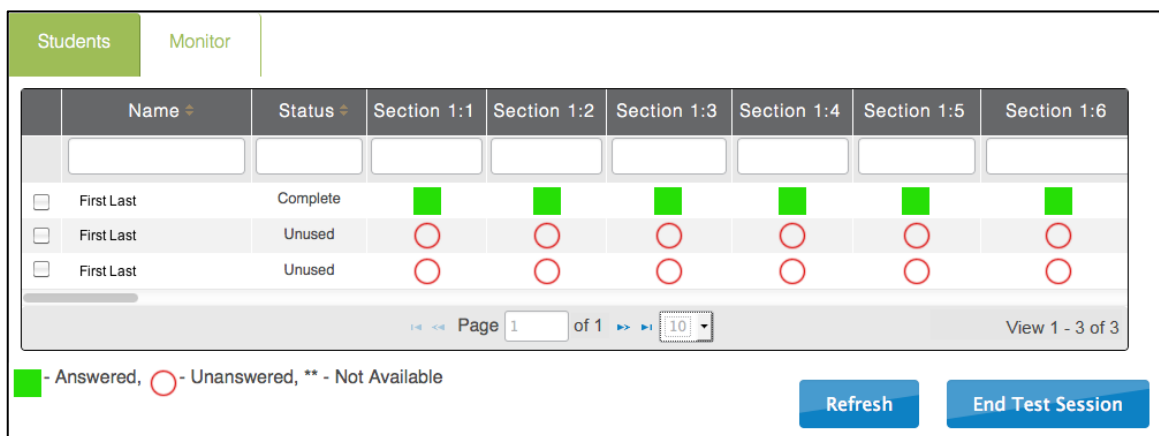 Students Monitor
Name Status Section 1:1 Section 1:2 Section 1:3 Section 1:4 Section 1:5 Section 1:6
First Last Complete
First Last Unused
First Last Unused
Page 1 of 1 10 View 1 - 3 of 3
- Answered, - Unanswered, ** - Not Available
Refresh End Test Session